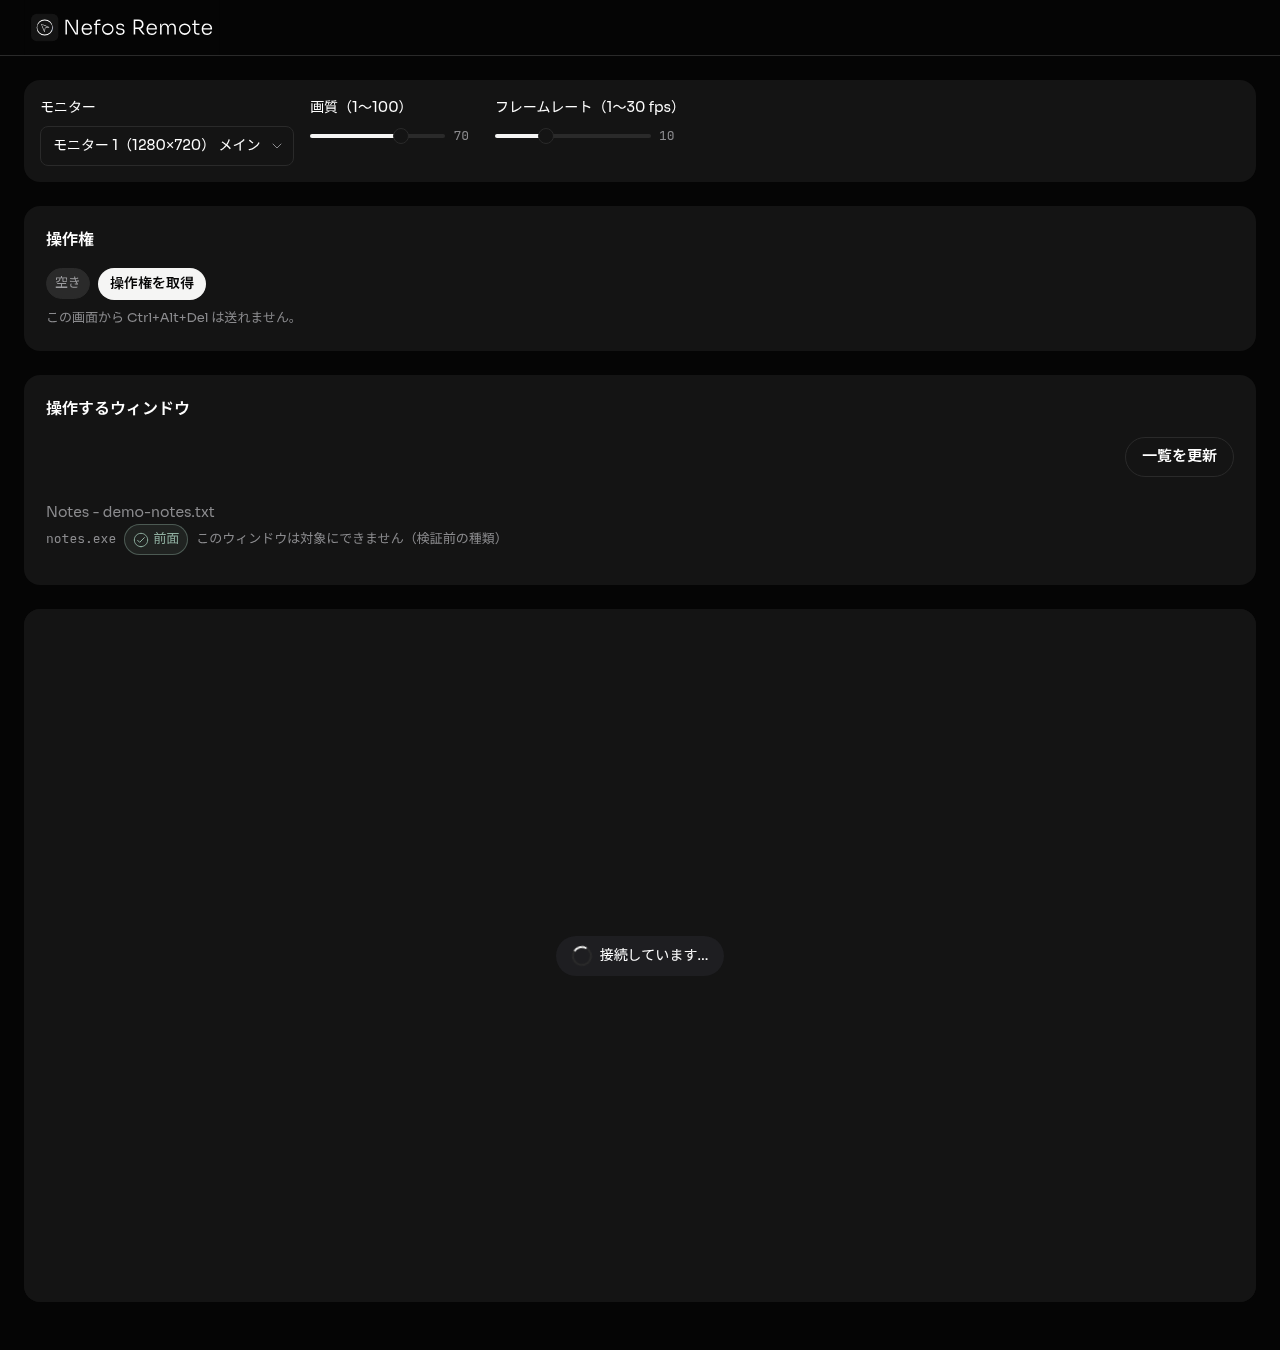 Nefos Remote
モニター
画質（1〜100）
フレームレート（1〜30 fps）
モニター 1（1280×720） メイン
70
10
操作権
空き
操作権を取得
この画面から Ctrl+Alt+Del は送れません。
操作するウィンドウ
一覧を更新
Notes - demo-notes.txt
notes.exe 前面 このウィンドウは対象にできません（検証前の種類）
接続しています...